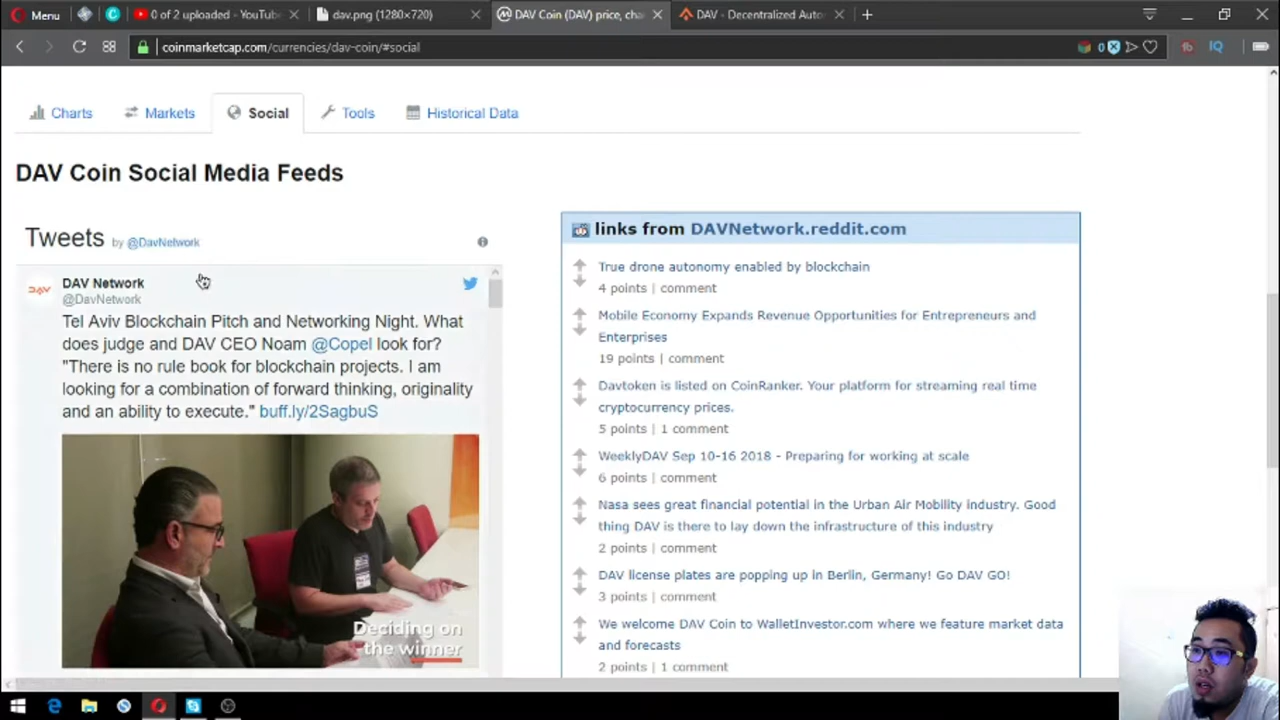 Menu
0 of 2 uploaded - YouTub
dav.png (1280×720)
DAV Coin (DAV) price, cha
DAV - Decentralized Auto
coinmarketcap.com/currencies/dav-coin/#social
0
IQ
Charts
Markets
Social
Tools
Historical Data
DAV Coin Social Media Feeds
Tweets by @DavNetwork
DAV
DAV Network
@DavNetwork
Tel Aviv Blockchain Pitch and Networking Night. What
does judge and DAV CEO Noam @Copel look for?
"There is no rule book for blockchain projects. I am
looking for a combination of forward thinking, originality
and an ability to execute." buff.ly/2SagbuS
Deciding on
the winner
links from DAVNetwork.reddit.com
True drone autonomy enabled by blockchain
4 points | comment
Mobile Economy Expands Revenue Opportunities for Entrepreneurs and
Enterprises
19 points | comment
Davtoken is listed on CoinRanker. Your platform for streaming real time
cryptocurrency prices.
5 points | 1 comment
WeeklyDAV Sep 10-16 2018 - Preparing for working at scale
6 points | comment
Nasa sees great financial potential in the Urban Air Mobility industry. Good
thing DAV is there to lay down the infrastructure of this industry
2 points | comment
DAV license plates are popping up in Berlin, Germany! Go DAV GO!
3 points | comment
We welcome DAV Coin to WalletInvestor.com where we feature market data
and forecasts
2 points | 1 comment